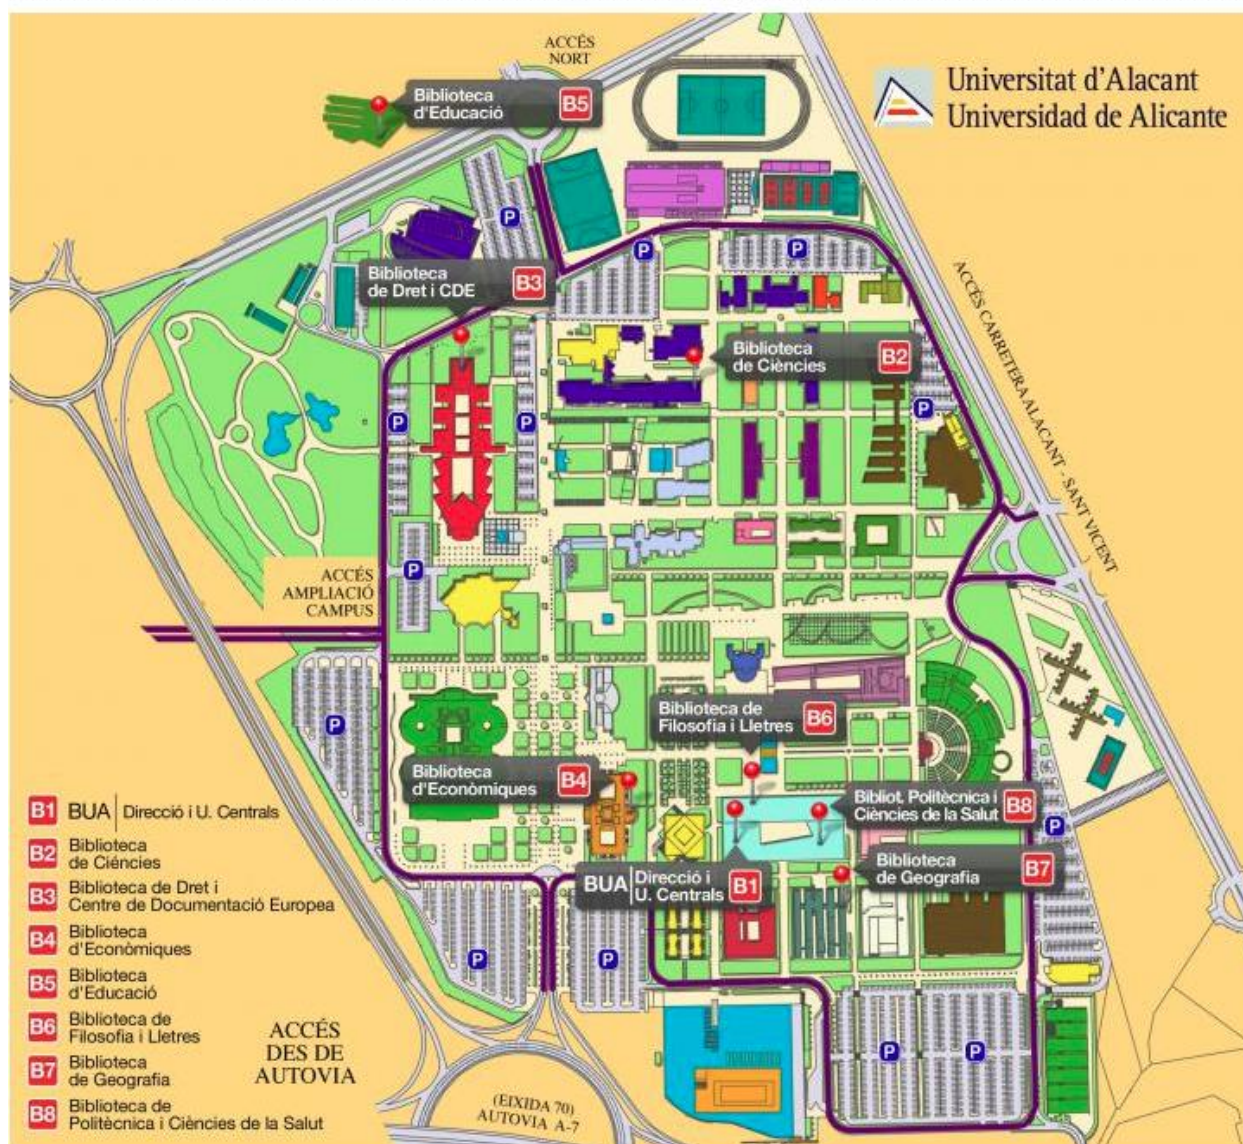 ACCÉS
NORT
Universitat d'Alacant
Universidad de Alicante
Biblioteca
d'Educació
B5
P
P
P
Biblioteca
de Dret i CDE
B3
ACCÉS CARRETERA ALACANT - SANT VICENT
Biblioteca
de Ciències
B2
P
P
P
P
ACCÉS
AMPLIACIÓ
CAMPUS
P
Biblioteca de
Filosofia i Lletres
B6
Biblioteca
d'Econòmiques
B4
Bibliot. Politècnica i
Ciències de la Salut
B8
P
BUA
Direcció i
U. Centrals
B1
Biblioteca
de Geografia
B7
P
P
P
P
B1 BUA Direcció i U. Centrals
B2 Biblioteca
de Ciéncies
B3 Biblioteca de Dret i
Centre de Documentació Europea
B4 Biblioteca
d'Econòmiques
B5 Biblioteca
d'Educació
B6 Biblioteca de
Filosofia i Lletres
B7 Biblioteca
de Geografia
B8 Biblioteca de
Politècnica i Ciències de la Salut
ACCÉS
DES DE
AUTOVIA
(EIXIDA 70)
AUTOVIA A-7